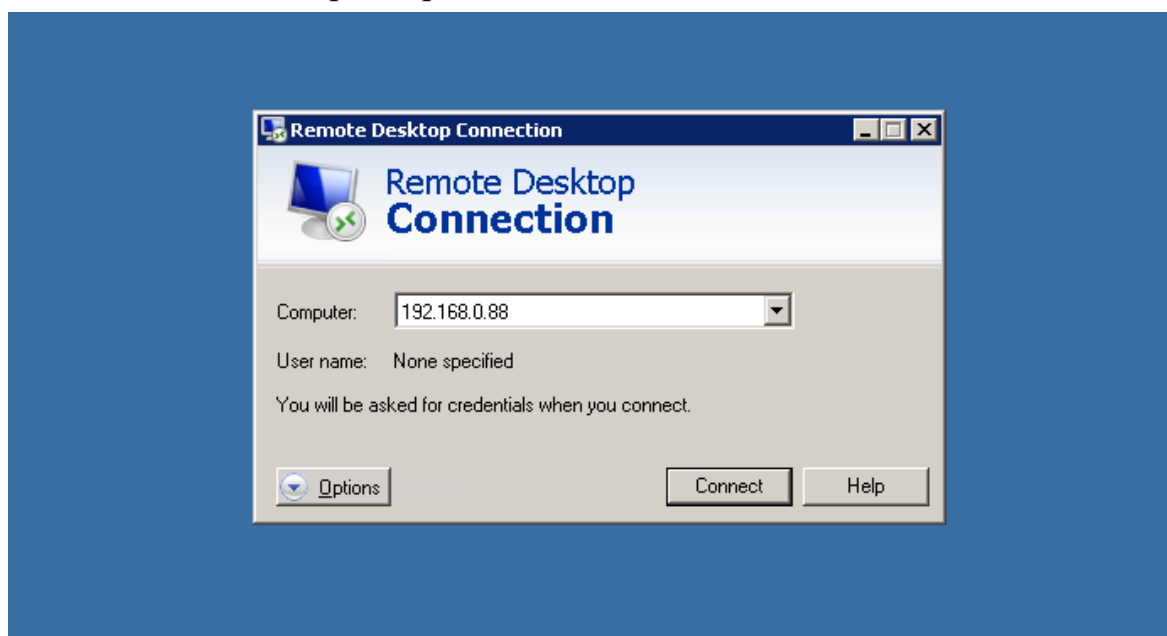 Remote Desktop Connection
Remote Desktop
Connection
Computer: 192.168.0.88
User name: None specified
You will be asked for credentials when you connect.
Options Connect Help